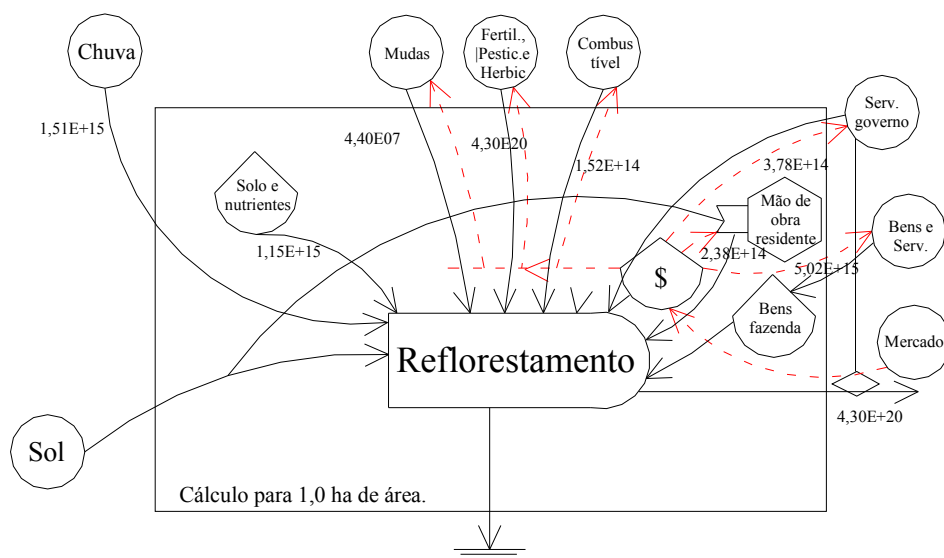 Chuva
Mudas
Fertil.,
|Pestic.e
Herbic
Combus
tível
Serv.
governo
1,51E+15
4,40E07
4,30E20
1,52E+14
3,78E+14
Solo e
nutrientes
Mão de
obra
residente
Bens e
Serv.
1,15E+15
2,38E+14
5,02E+15
$
Bens
fazenda
Mercado
Reflorestamento
4,30E+20
Sol
Cálculo para 1,0 ha de área.